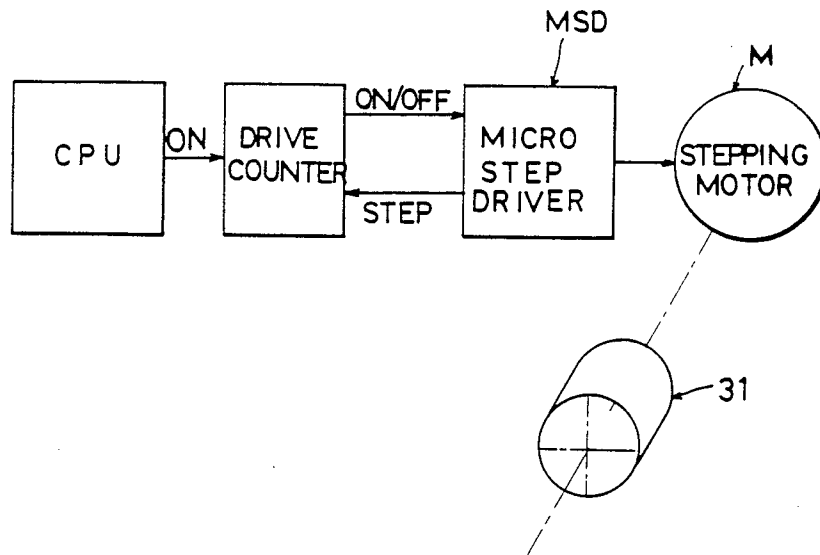 MSD
M
CPU
ON
DRIVE
COUNTER
ON/OFF
STEP
MICRO
STEP
DRIVER
STEPPING
MOTOR
31